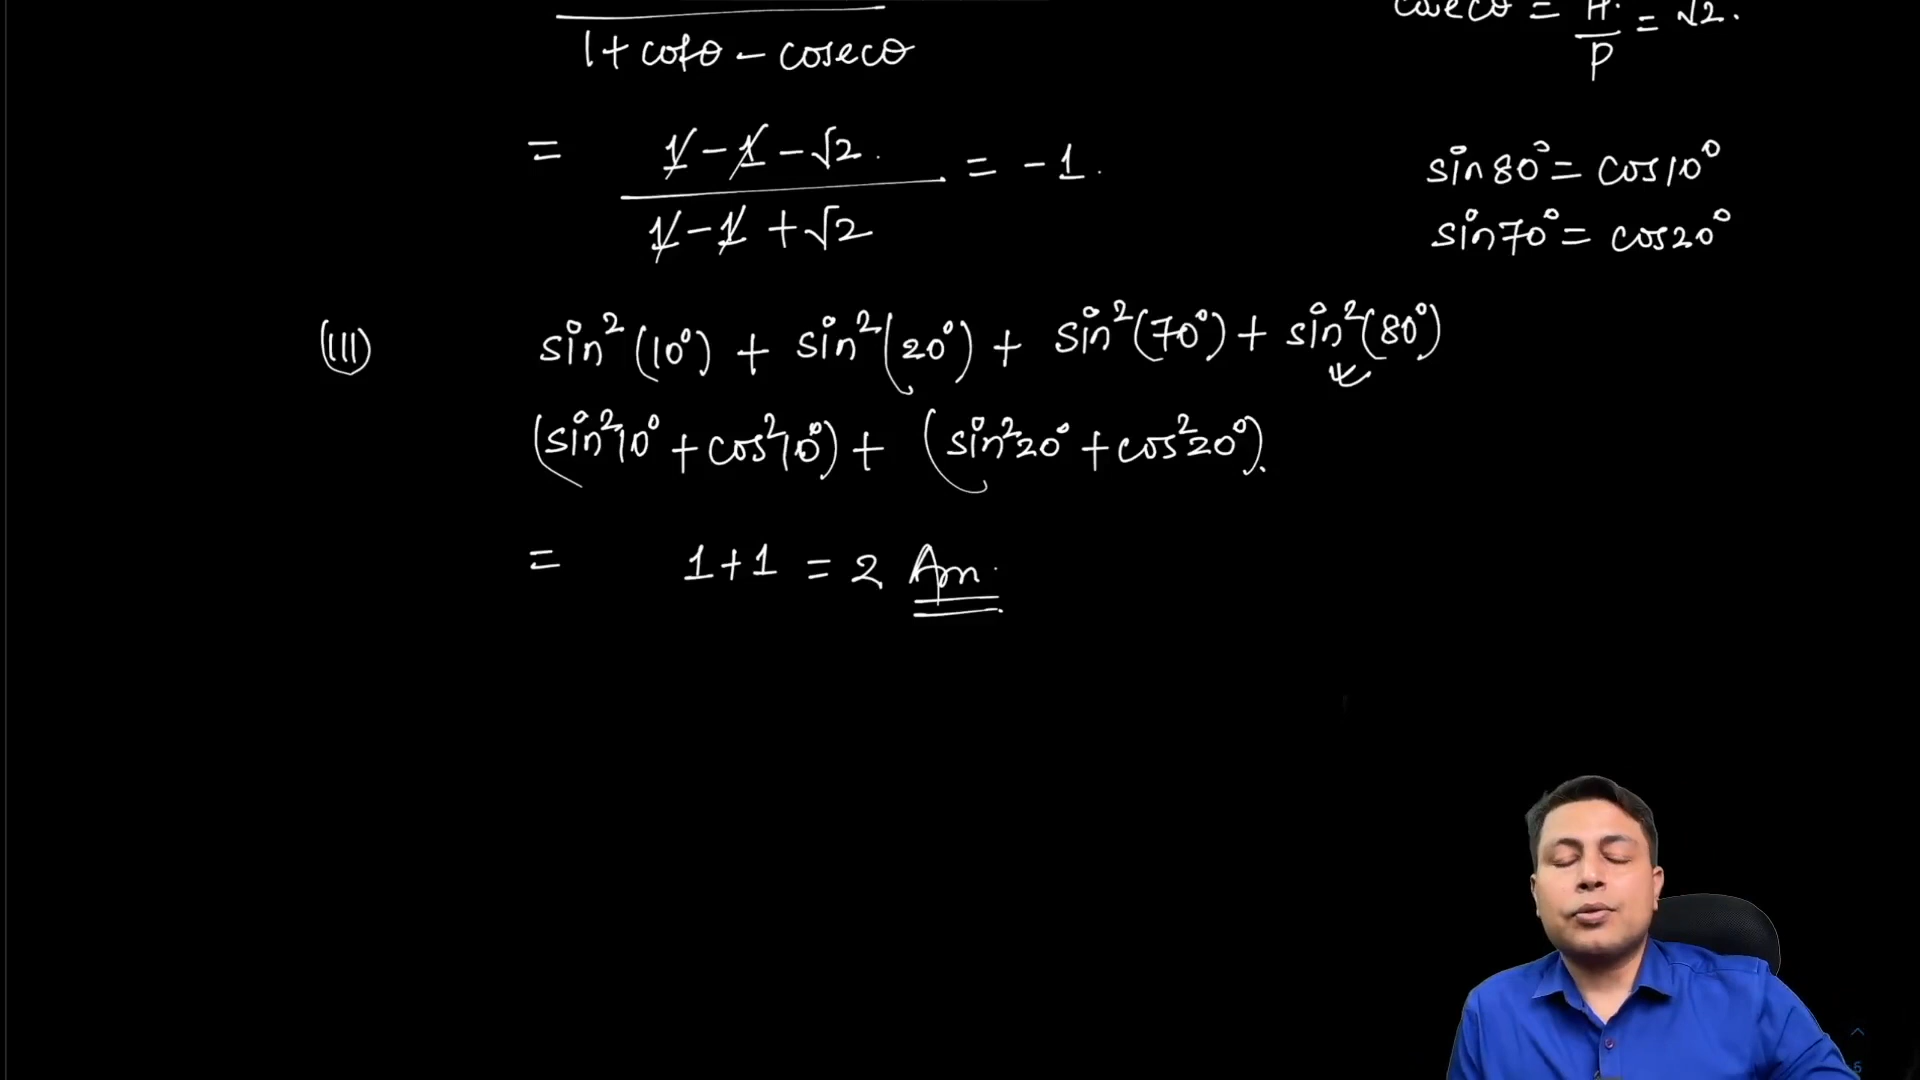 1 + cotθ - cosecθ
cosecθ = H/P = √2.
= (1 - 1 - √2.)/(1 - 1 + √2) = -1.
sin80° = cos10°
sin70° = cos20°
(III) sin²(10°) + sin²(20°) + sin²(70°) + sin²(80°)
(sin²10° + cos²10°) + (sin²20° + cos²20°).
= 1+1 = 2 Ans.